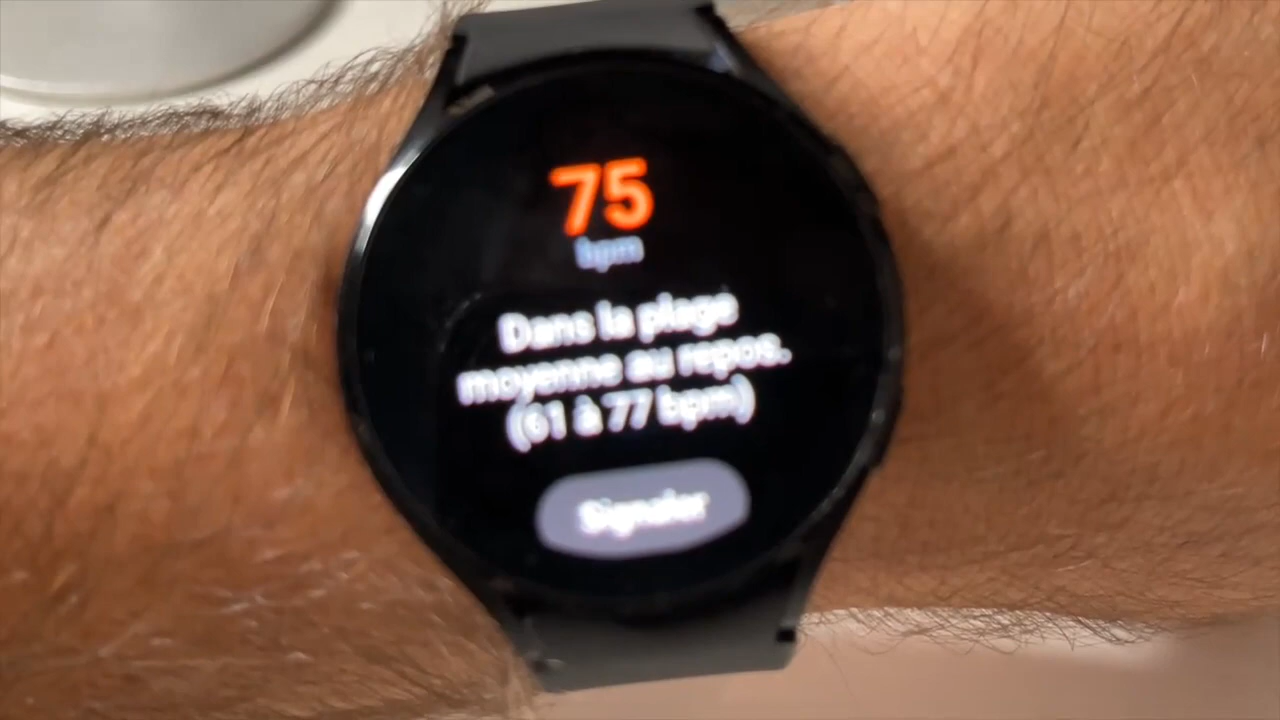 75
bpm
Dans la plage
moyenne au repos.
(61 à 77 bpm)
Signaler